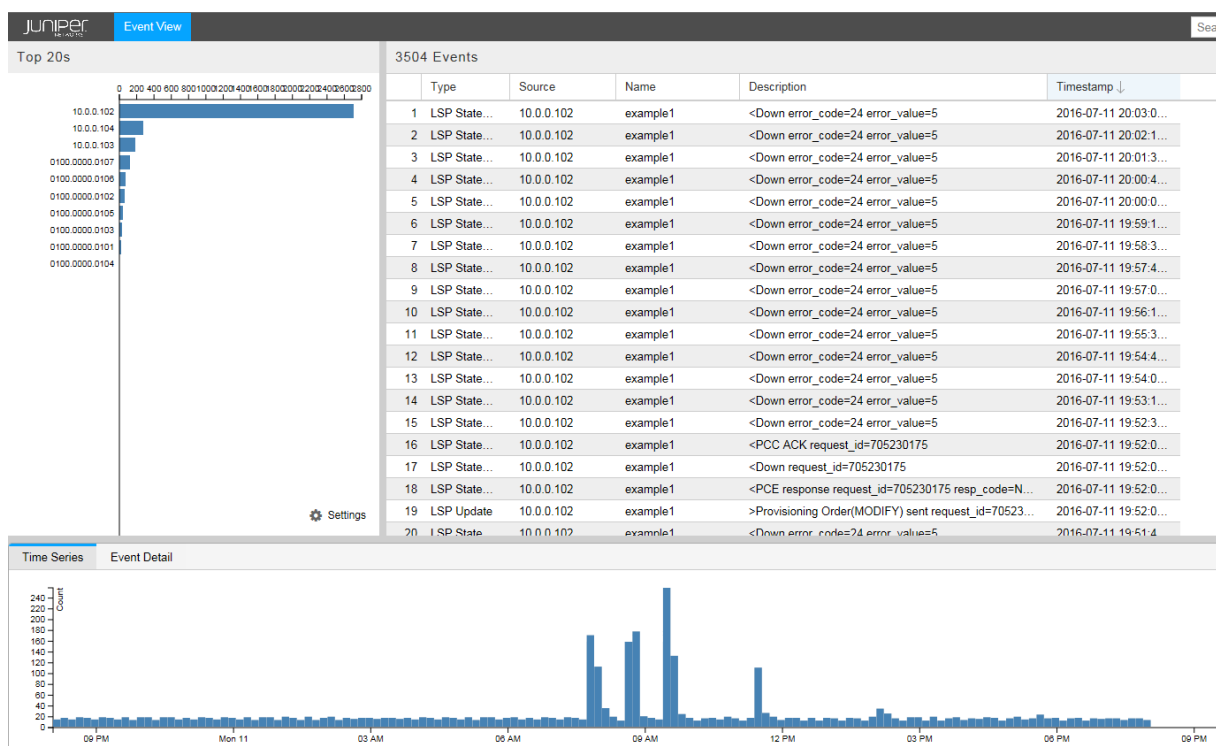 JUNIPEr
NETWORKS
Event View
Sea
Top 20s
3504 Events
0 200 400 600 800 1000 1200 1400 1600 1800 2000 2200 2400 2600 2800
10.0.0.102
10.0.0.104
10.0.0.103
0100.0000.0107
0100.0000.0106
0100.0000.0102
0100.0000.0105
0100.0000.0103
0100.0000.0101
0100.0000.0104
Settings
Type Source Name Description Timestamp ↓
1 LSP State... 10.0.0.102 example1 <Down error_code=24 error_value=5 2016-07-11 20:03:0...
2 LSP State... 10.0.0.102 example1 <Down error_code=24 error_value=5 2016-07-11 20:02:1...
3 LSP State... 10.0.0.102 example1 <Down error_code=24 error_value=5 2016-07-11 20:01:3...
4 LSP State... 10.0.0.102 example1 <Down error_code=24 error_value=5 2016-07-11 20:00:4...
5 LSP State... 10.0.0.102 example1 <Down error_code=24 error_value=5 2016-07-11 20:00:0...
6 LSP State... 10.0.0.102 example1 <Down error_code=24 error_value=5 2016-07-11 19:59:1...
7 LSP State... 10.0.0.102 example1 <Down error_code=24 error_value=5 2016-07-11 19:58:3...
8 LSP State... 10.0.0.102 example1 <Down error_code=24 error_value=5 2016-07-11 19:57:4...
9 LSP State... 10.0.0.102 example1 <Down error_code=24 error_value=5 2016-07-11 19:57:0...
10 LSP State... 10.0.0.102 example1 <Down error_code=24 error_value=5 2016-07-11 19:56:1...
11 LSP State... 10.0.0.102 example1 <Down error_code=24 error_value=5 2016-07-11 19:55:3...
12 LSP State... 10.0.0.102 example1 <Down error_code=24 error_value=5 2016-07-11 19:54:4...
13 LSP State... 10.0.0.102 example1 <Down error_code=24 error_value=5 2016-07-11 19:54:0...
14 LSP State... 10.0.0.102 example1 <Down error_code=24 error_value=5 2016-07-11 19:53:1...
15 LSP State... 10.0.0.102 example1 <Down error_code=24 error_value=5 2016-07-11 19:52:3...
16 LSP State... 10.0.0.102 example1 <PCC ACK request_id=705230175 2016-07-11 19:52:0...
17 LSP State... 10.0.0.102 example1 <Down request_id=705230175 2016-07-11 19:52:0...
18 LSP State... 10.0.0.102 example1 <PCE response request_id=705230175 resp_code=N... 2016-07-11 19:52:0...
19 LSP Update 10.0.0.102 example1 >Provisioning Order(MODIFY) sent request_id=70523... 2016-07-11 19:52:0...
20 LSP State... 10.0.0.102 example1 <Down error_code=24 error_value=5 2016-07-11 19:51:4...
Time Series Event Detail
Count
240
220
200
180
160
140
120
100
80
60
40
20
0
09 PM Mon 11 03 AM 06 AM 09 AM 12 PM 03 PM 06 PM 09 PM